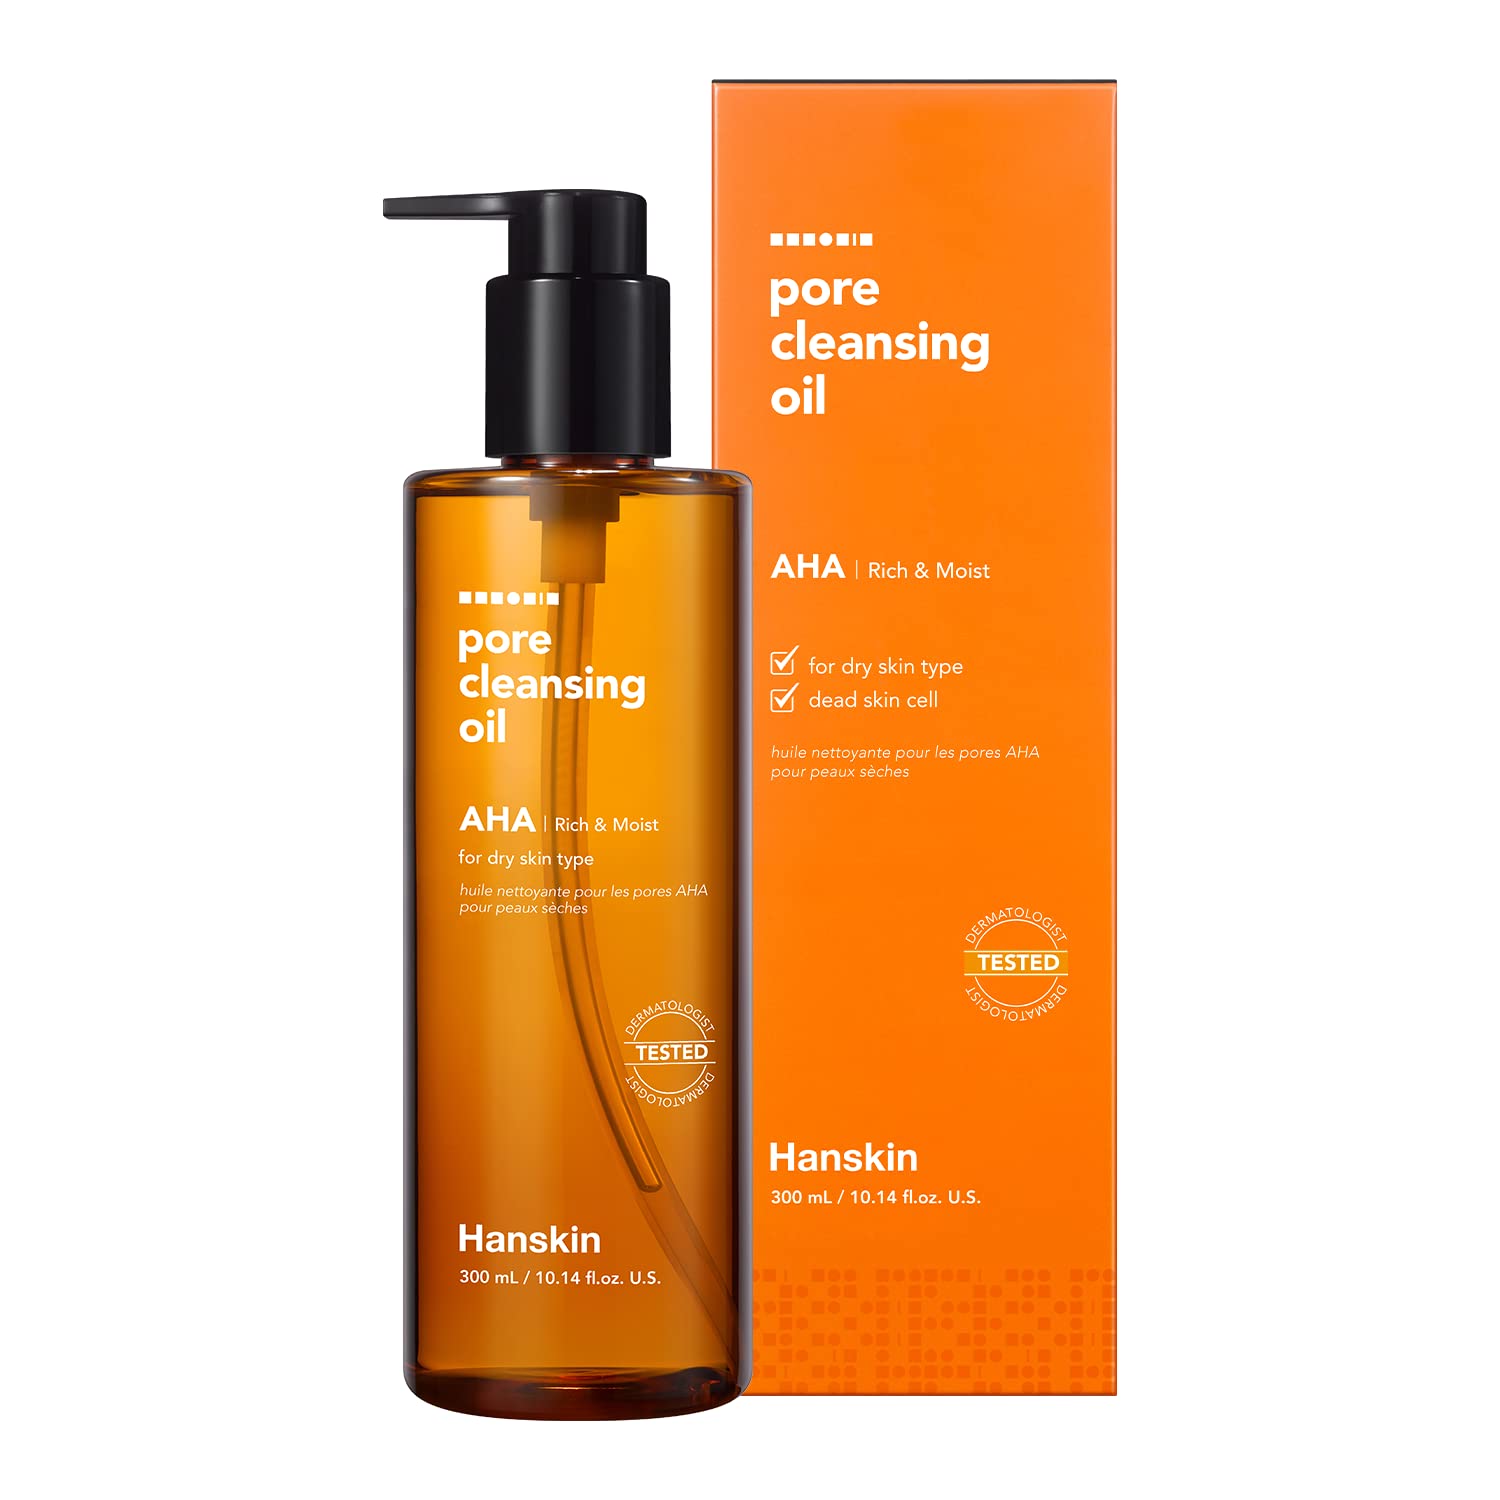 pore
cleansing
oil
AHA | Rich & Moist
for dry skin type
huile nettoyante pour les pores AHA
pour peaux sèches
DERMATOLOGIST
TESTED
DERMATOLOGIST
Hanskin
300 mL / 10.14 fl.oz. U.S.
pore
cleansing
oil
AHA | Rich & Moist
for dry skin type
dead skin cell
huile nettoyante pour les pores AHA
pour peaux sèches
DERMATOLOGIST
TESTED
DERMATOLOGIST
Hanskin
300 mL / 10.14 fl.oz. U.S.